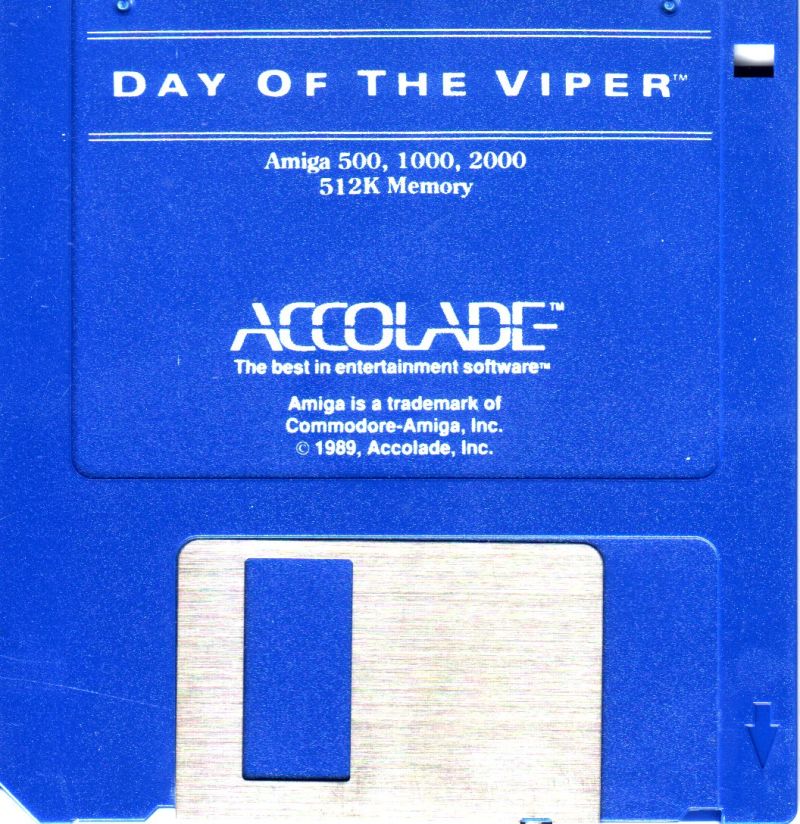 DAY OF THE VIPER™
Amiga 500, 1000, 2000
512K Memory
ACCOLADE™
The best in entertainment software™
Amiga is a trademark of
Commodore-Amiga, Inc.
© 1989, Accolade, Inc.